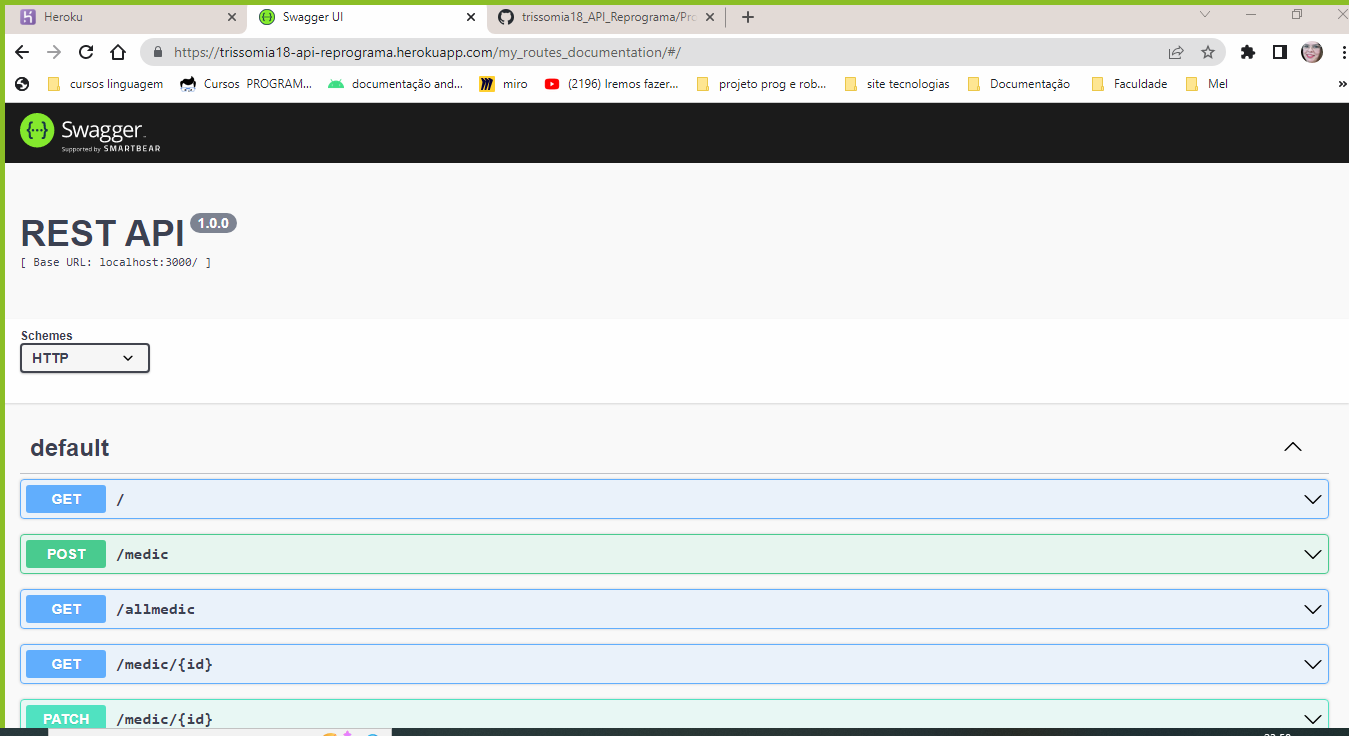 Heroku
Swagger UI
trissomia18_API_Reprograma/Pro
https://trissomia18-api-reprograma.herokuapp.com/my_routes_documentation/#/
cursos linguagem
Cursos PROGRAM...
documentação and...
miro
(2196) Iremos fazer...
projeto prog e rob...
site tecnologias
Documentação
Faculdade
Mel
»
Swagger
Supported by SMARTBEAR
REST API 1.0.0
[ Base URL: localhost:3000/ ]
Schemes
HTTP
default
GET /
POST /medic
GET /allmedic
GET /medic/{id}
PATCH /medic/{id}